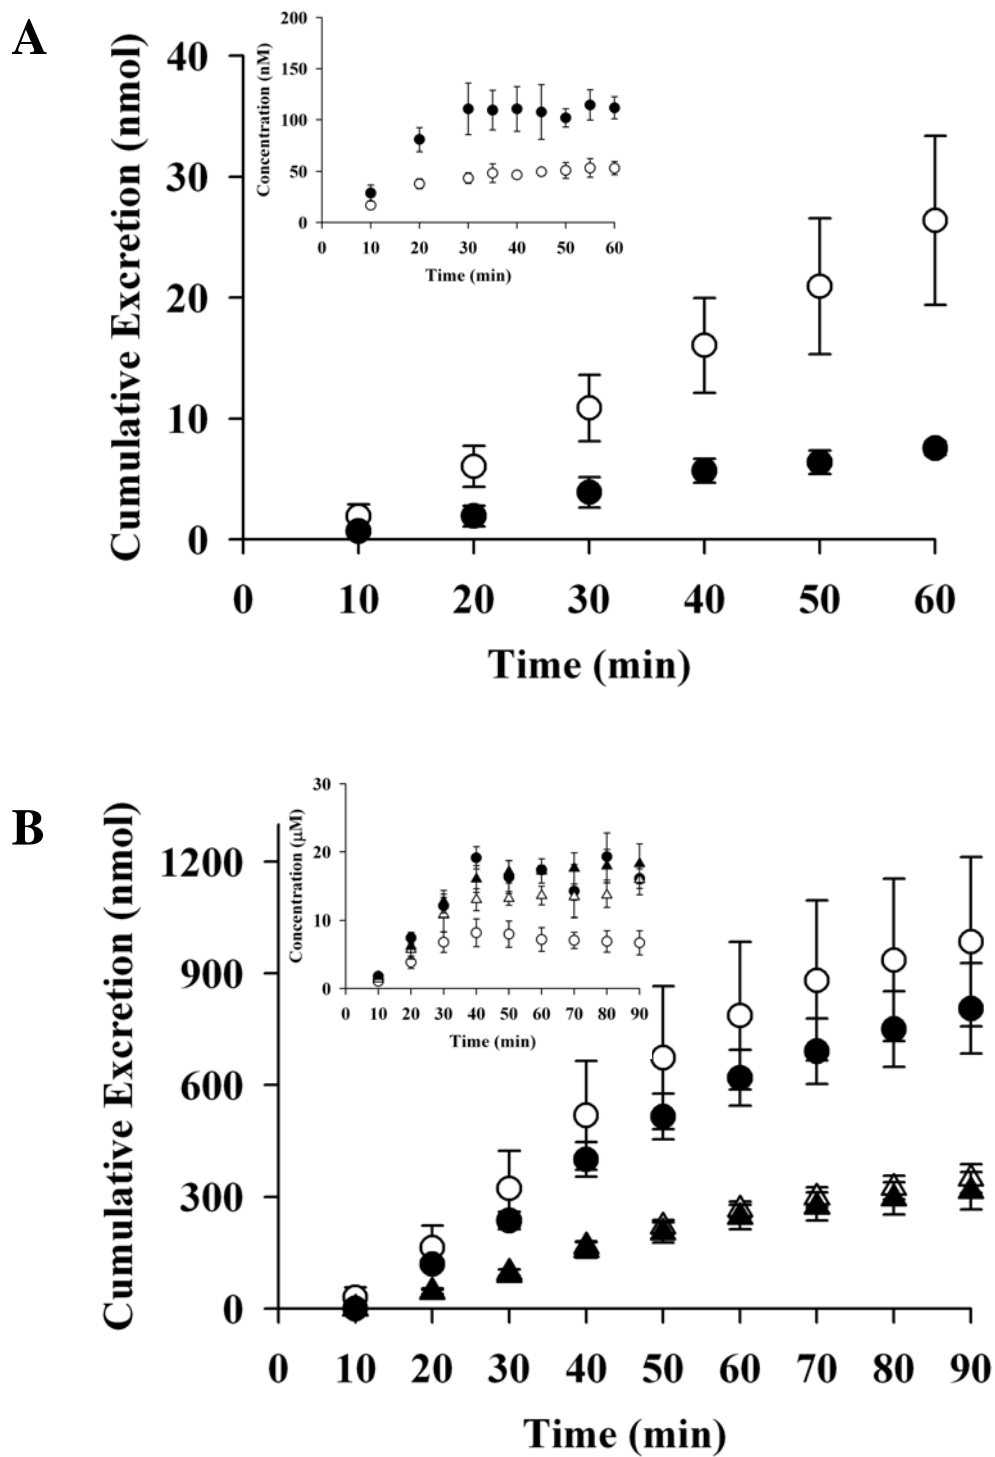 A
Cumulative Excretion (nmol)
40
30
20
10
0
0 10 20 30 40 50 60
Time (min)
Concentration (nM)
200
150
100
50
0
0 10 20 30 40 50 60
Time (min)
B
Cumulative Excretion (nmol)
1200
900
600
300
0
0 10 20 30 40 50 60 70 80 90
Time (min)
Concentration (μM)
30
20
10
0
0 10 20 30 40 50 60 70 80 90
Time (min)